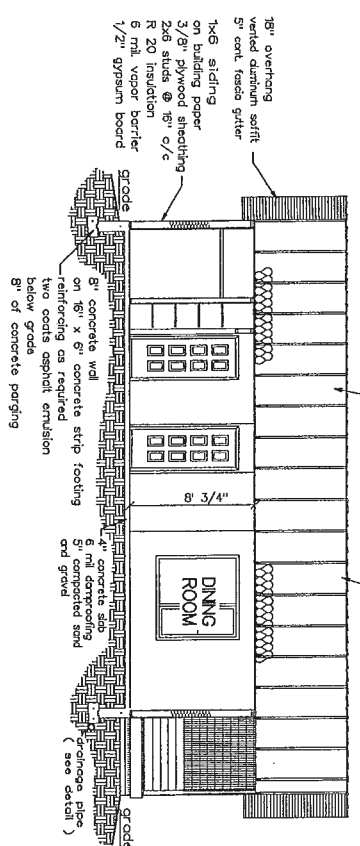 18" overhang
vented aluminum soffit
5" cont. fascia gutter
1x6 siding
on building paper
3/8" plywood sheathing
2x6 studs @ 16" o/c
R 20 insulation
6 mil. vapor barrier
1/2" gypsum board
grade
8" concrete wall
on 16" x 6" concrete strip footing
reinforcing as required
two coats asphalt emulsion
below grade
8" of concrete parging
8' 3/4"
DINING
ROOM
4" concrete slab
6 mil dampproofing
5" compacted sand
and gravel
drainage pipe
( see detail )
grade